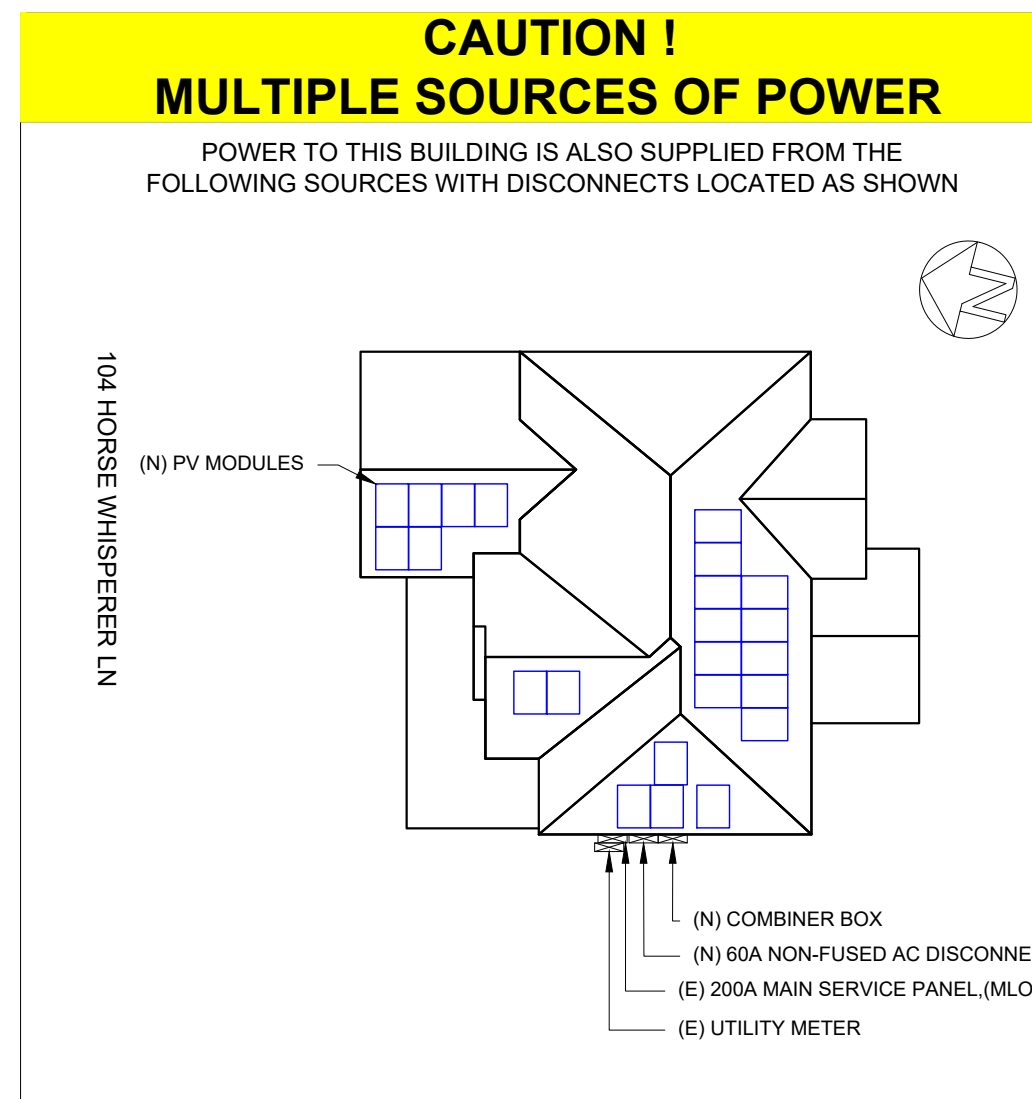 CAUTION !
MULTIPLE SOURCES OF POWER
POWER TO THIS BUILDING IS ALSO SUPPLIED FROM THE
FOLLOWING SOURCES WITH DISCONNECTS LOCATED AS SHOWN
N
104 HORSE WHISPERER LN
(N) PV MODULES
(N) COMBINER BOX
(N) 60A NON-FUSED AC DISCONNE
(E) 200A MAIN SERVICE PANEL,(MLO
(E) UTILITY METER